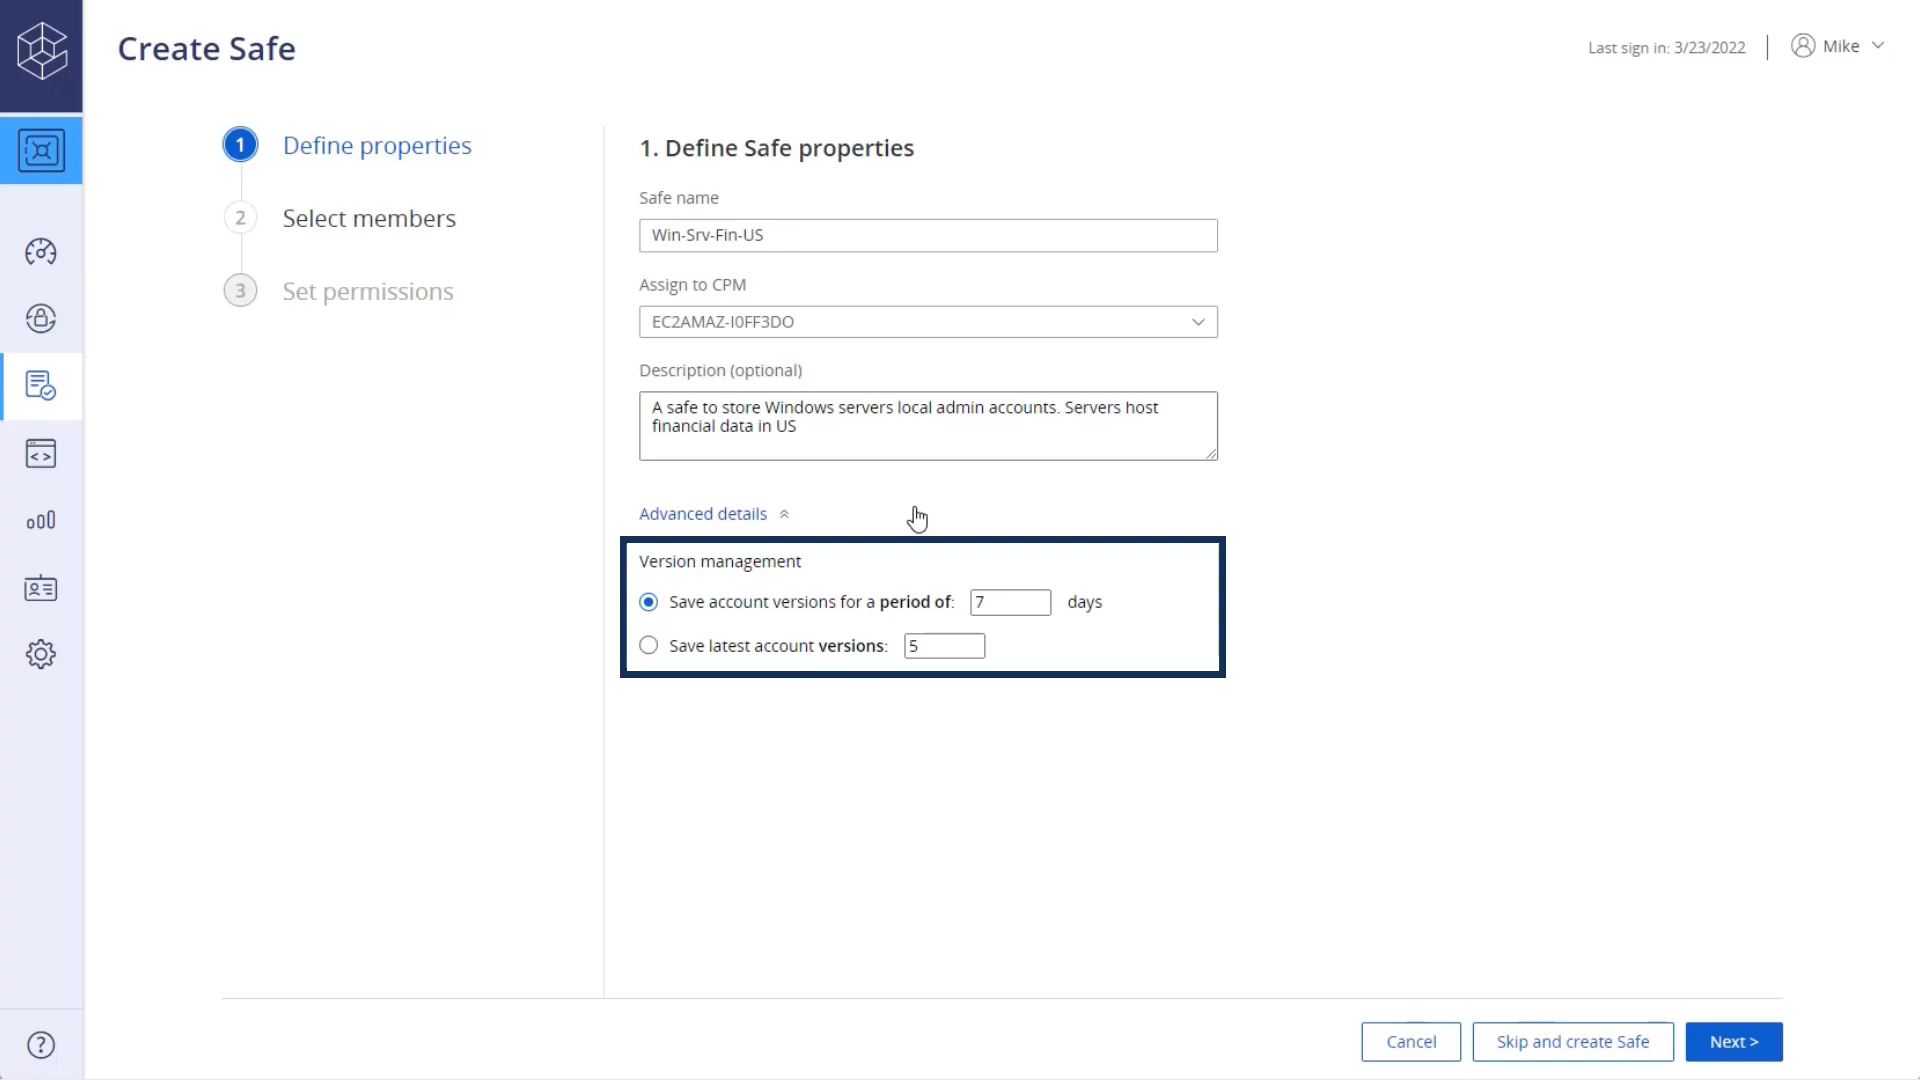 Create Safe
Last sign in: 3/23/2022
Mike
1
Define properties
2
Select members
3
Set permissions
1. Define Safe properties
Safe name
Win-Srv-Fin-US
Assign to CPM
EC2AMAZ-I0FF3DO
Description (optional)
A safe to store Windows servers local admin accounts. Servers host
financial data in US
Advanced details
Version management
Save account versions for a period of: 7 days
Save latest account versions: 5
Cancel
Skip and create Safe
Next >